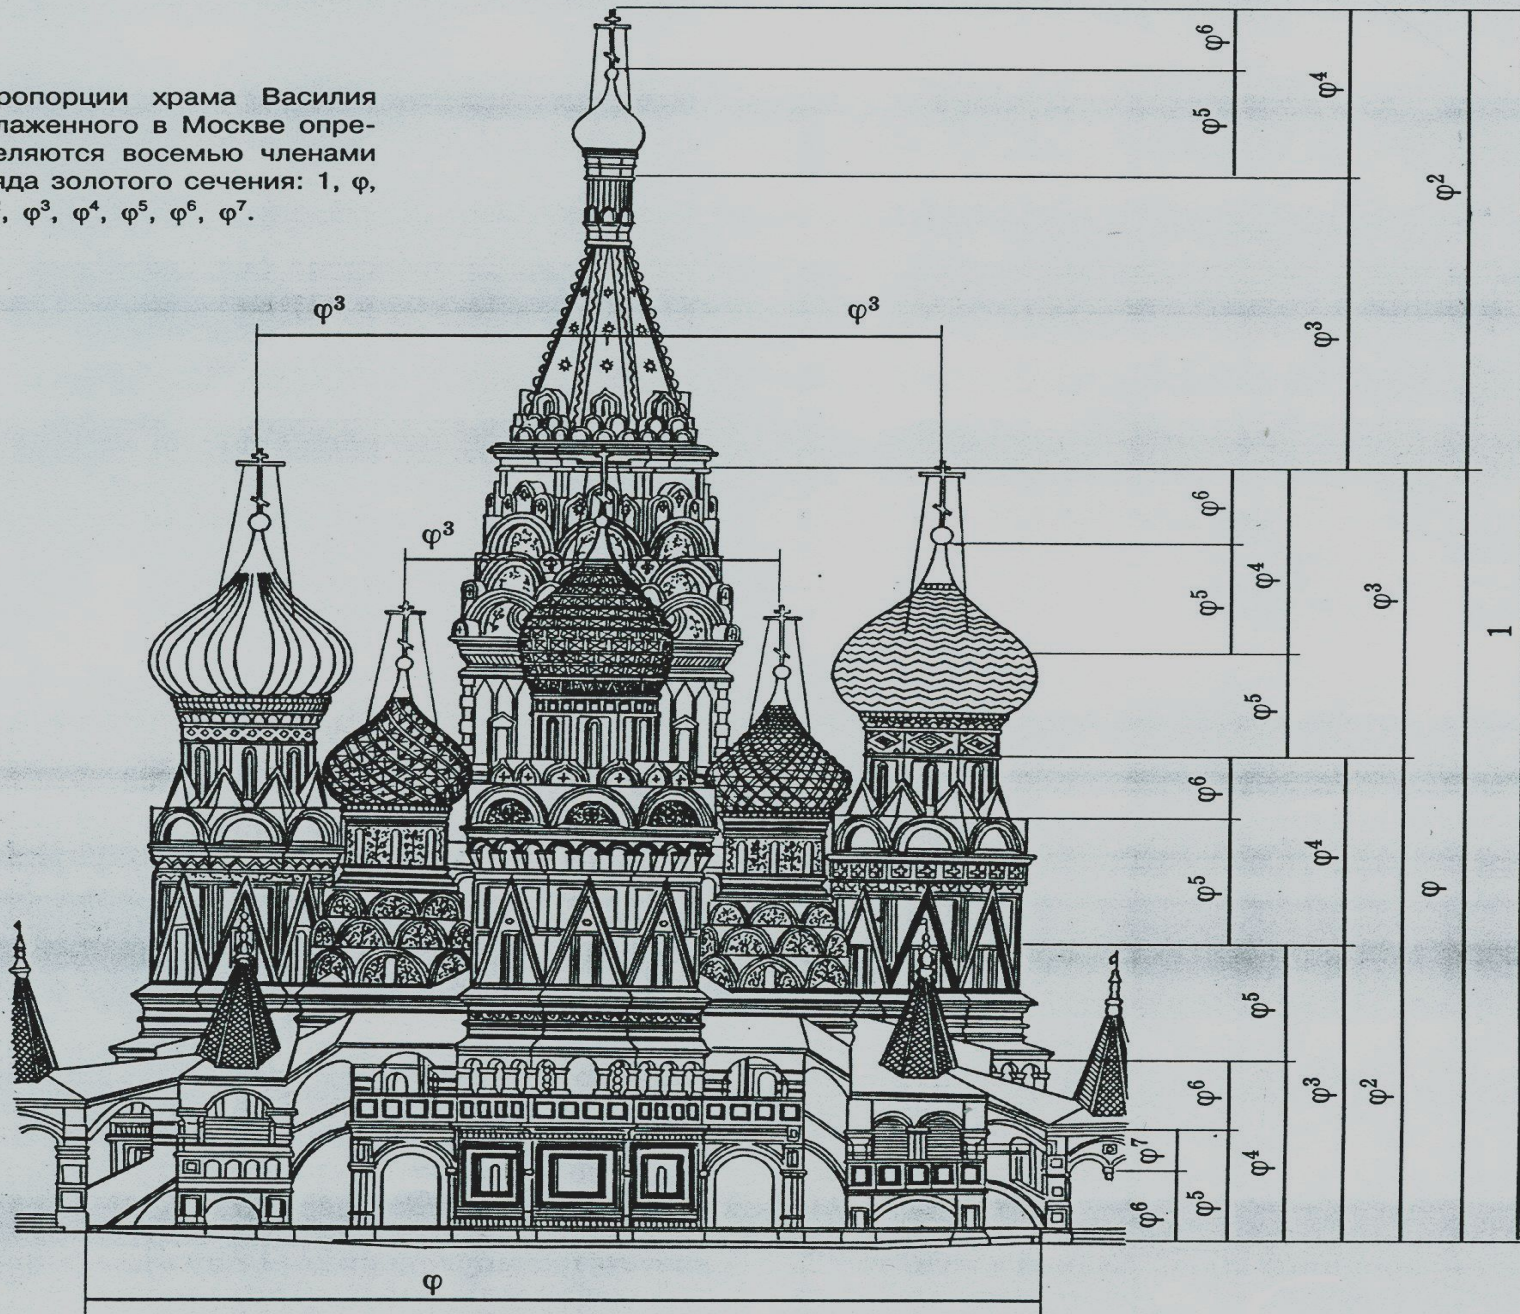 ропорции храма Василия
лаженного в Москве опре-
еляются восемью членами
яда золотого сечения: 1, φ,
², φ³, φ⁴, φ⁵, φ⁶, φ⁷.
φ⁶
φ⁴
φ⁵
φ²
φ³ φ³
φ³
φ³
φ⁶
φ⁴
φ⁵
φ³
1
φ⁵
φ⁶
φ⁴
φ⁵
φ
φ⁵
φ⁶
φ³
φ²
φ⁷
φ⁴
φ⁶
φ⁵
φ